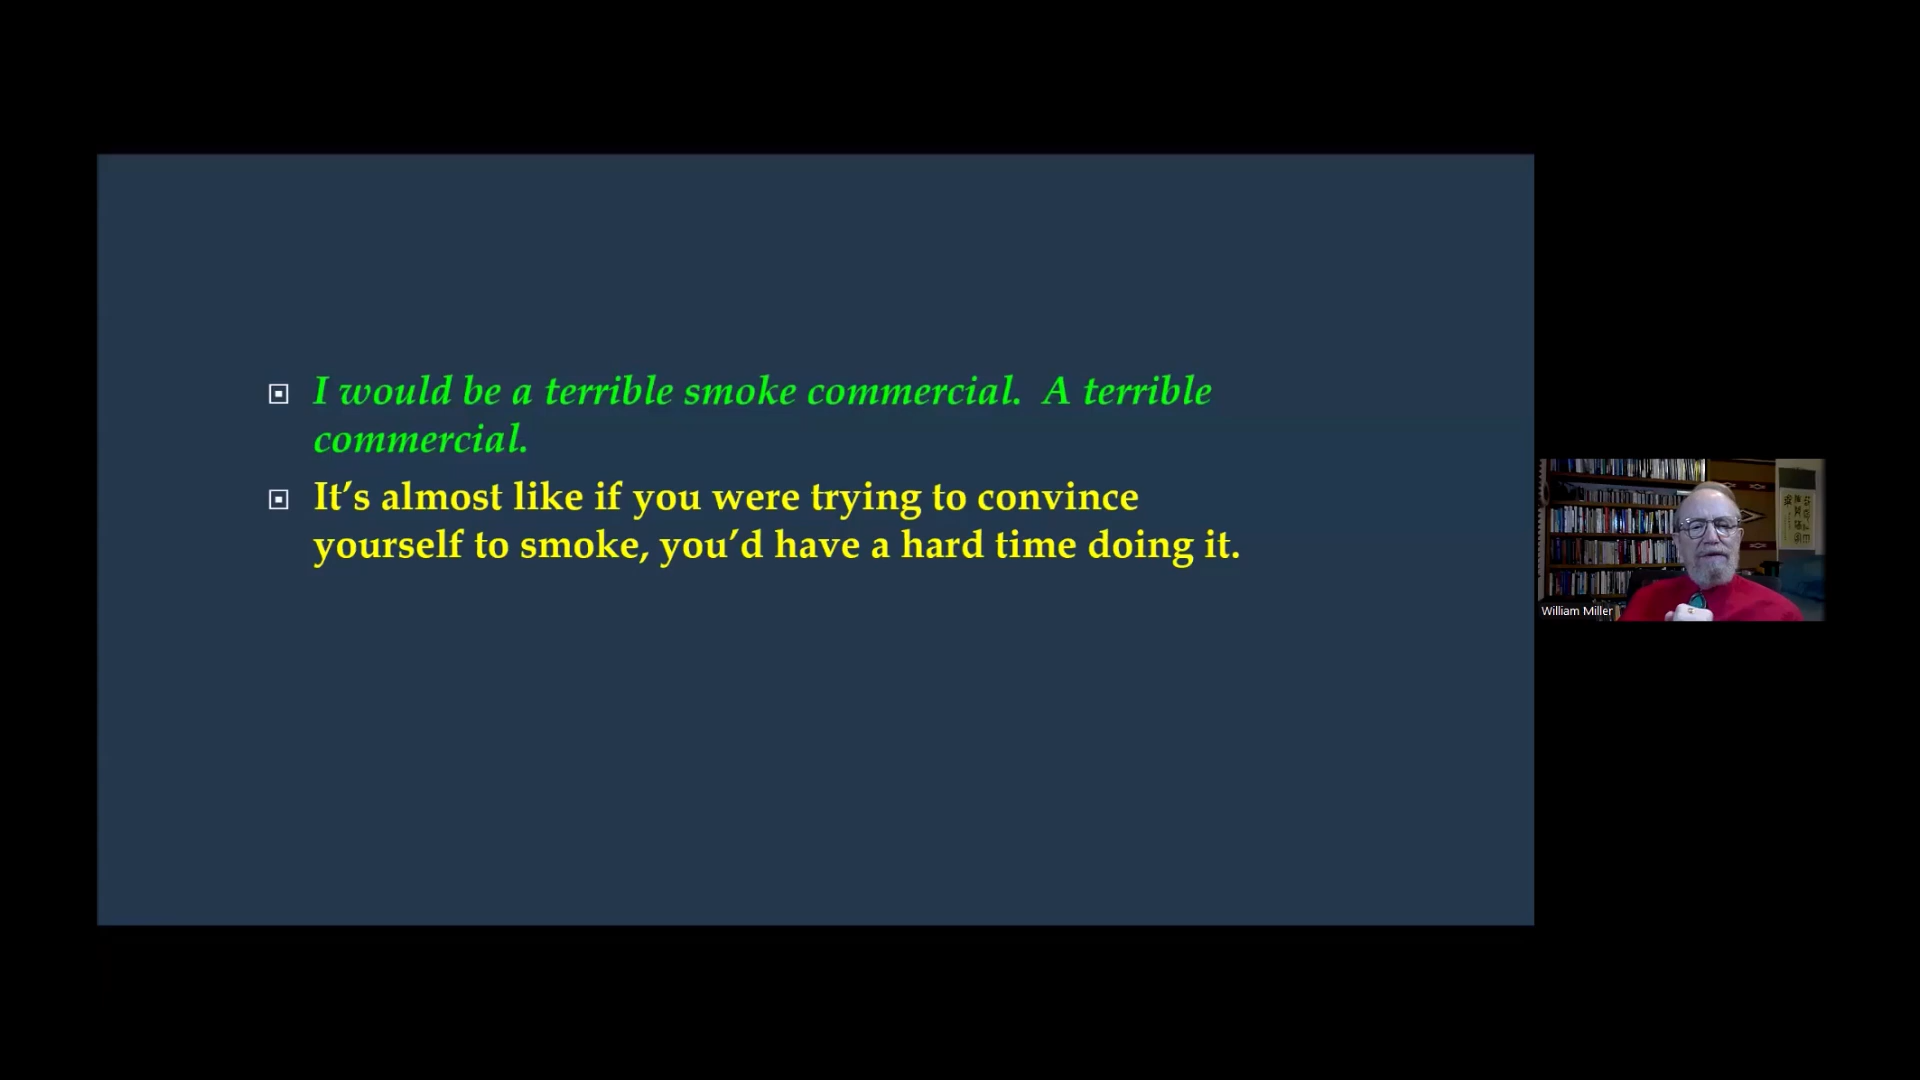 I would be a terrible smoke commercial.  A terrible
commercial.
It’s almost like if you were trying to convince
yourself to smoke, you’d have a hard time doing it.
William Miller